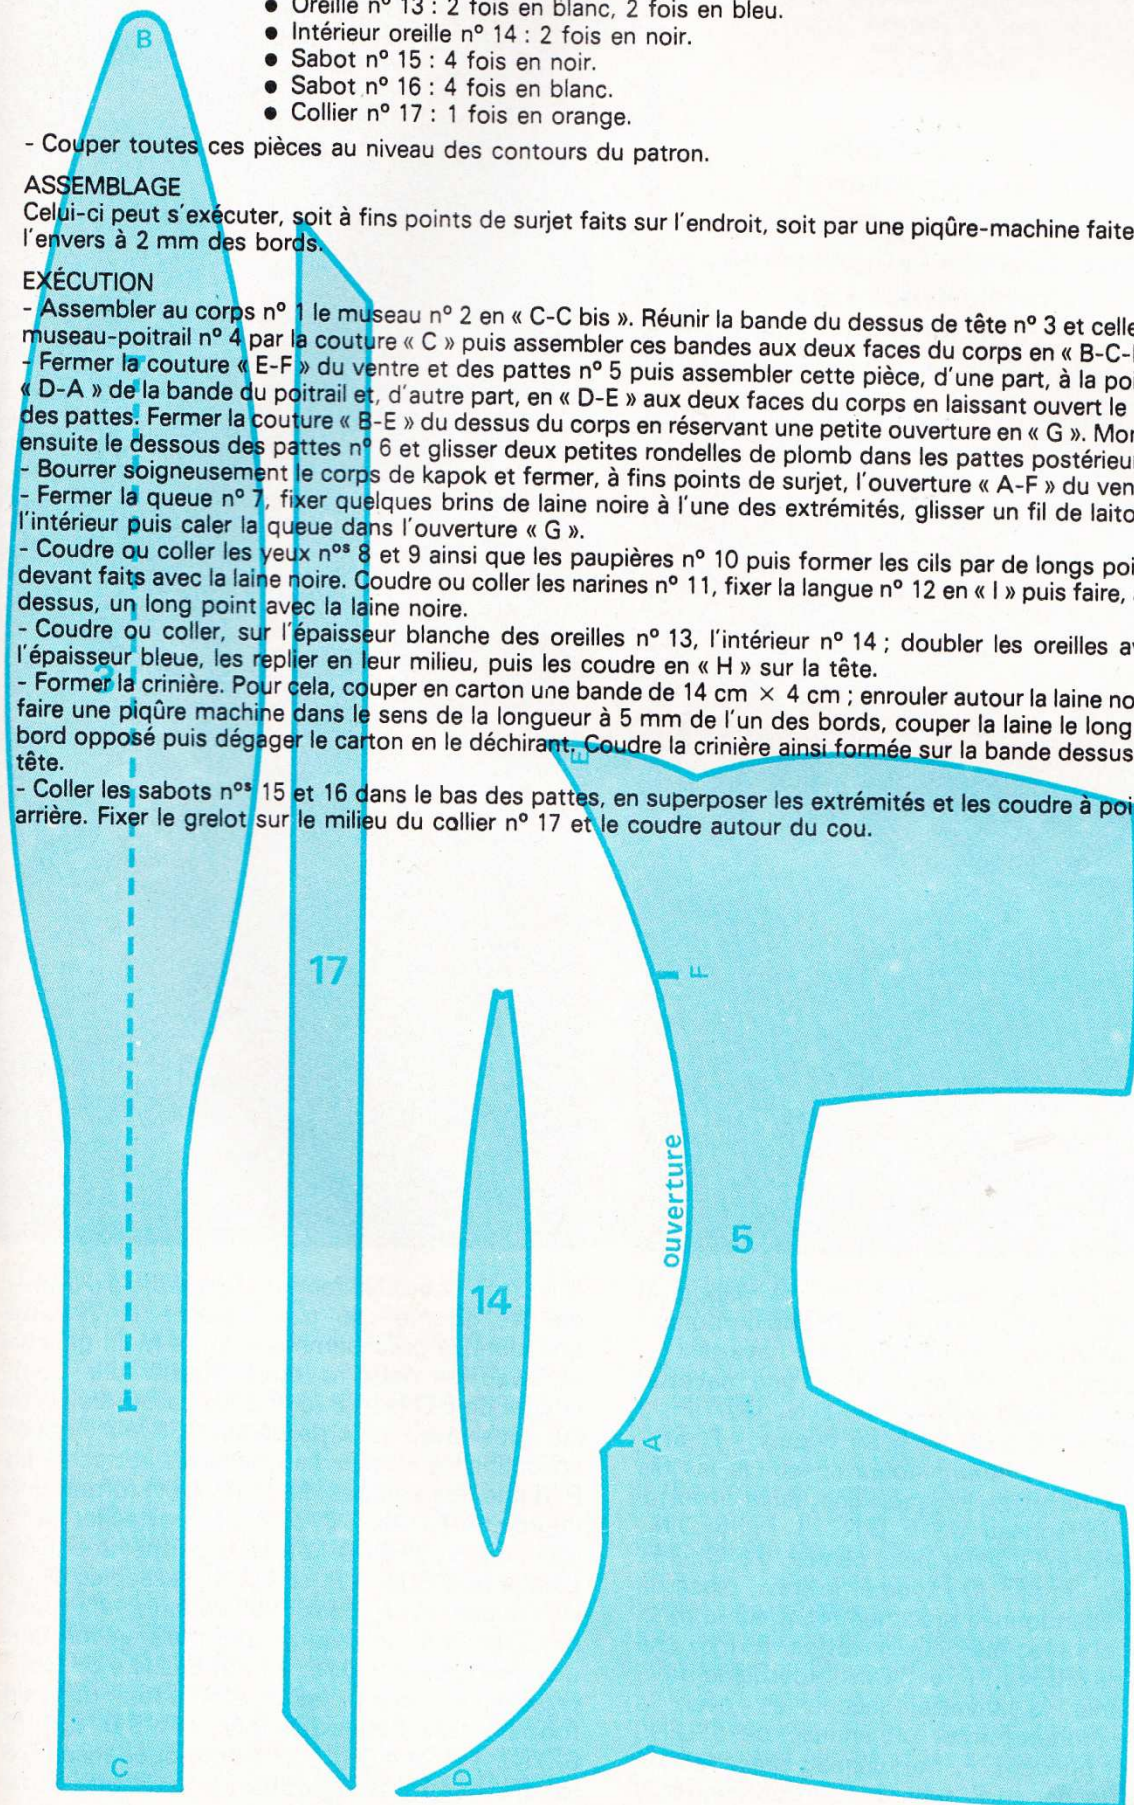 ● Oreille nº 13 : 2 fois en blanc, 2 fois en bleu.
● Intérieur oreille nº 14 : 2 fois en noir.
● Sabot nº 15 : 4 fois en noir.
● Sabot nº 16 : 4 fois en blanc.
● Collier nº 17 : 1 fois en orange.
- Couper toutes ces pièces au niveau des contours du patron.
ASSEMBLAGE
Celui-ci peut s'exécuter, soit à fins points de surjet faits sur l'endroit, soit par une piqûre-machine faite
l'envers à 2 mm des bords.
EXÉCUTION
- Assembler au corps nº 1 le museau nº 2 en « C-C bis ». Réunir la bande du dessus de tête nº 3 et celle
museau-poitrail nº 4 par la couture « C » puis assembler ces bandes aux deux faces du corps en « B-C-
- Fermer la couture « E-F » du ventre et des pattes nº 5 puis assembler cette pièce, d'une part, à la po
« D-A » de la bande du poitrail et, d'autre part, en « D-E » aux deux faces du corps en laissant ouvert le
des pattes. Fermer la couture « B-E » du dessus du corps en réservant une petite ouverture en « G ». Mo
ensuite le dessous des pattes nº 6 et glisser deux petites rondelles de plomb dans les pattes postérieu
- Bourrer soigneusement le corps de kapok et fermer, à fins points de surjet, l'ouverture « A-F » du ven
- Fermer la queue nº 7, fixer quelques brins de laine noire à l'une des extrémités, glisser un fil de laito
l'intérieur puis caler la queue dans l'ouverture « G ».
- Coudre ou coller les yeux nºˢ 8 et 9 ainsi que les paupières nº 10 puis former les cils par de longs poi
devant faits avec la laine noire. Coudre ou coller les narines nº 11, fixer la langue nº 12 en « I » puis faire,
dessus, un long point avec la laine noire.
- Coudre ou coller, sur l'épaisseur blanche des oreilles nº 13, l'intérieur nº 14 ; doubler les oreilles a
l'épaisseur bleue, les replier en leur milieu, puis les coudre en « H » sur la tête.
- Former la crinière. Pour cela, couper en carton une bande de 14 cm × 4 cm ; enrouler autour la laine no
faire une piqûre machine dans le sens de la longueur à 5 mm de l'un des bords, couper la laine le long
bord opposé puis dégager le carton en le déchirant. Coudre la crinière ainsi formée sur la bande dessus
tête.
- Coller les sabots nºˢ 15 et 16 dans le bas des pattes, en superposer les extrémités et les coudre à poi
arrière. Fixer le grelot sur le milieu du collier nº 17 et le coudre autour du cou.
B
3
C
17
14
E
F
ouverture
5
A
D